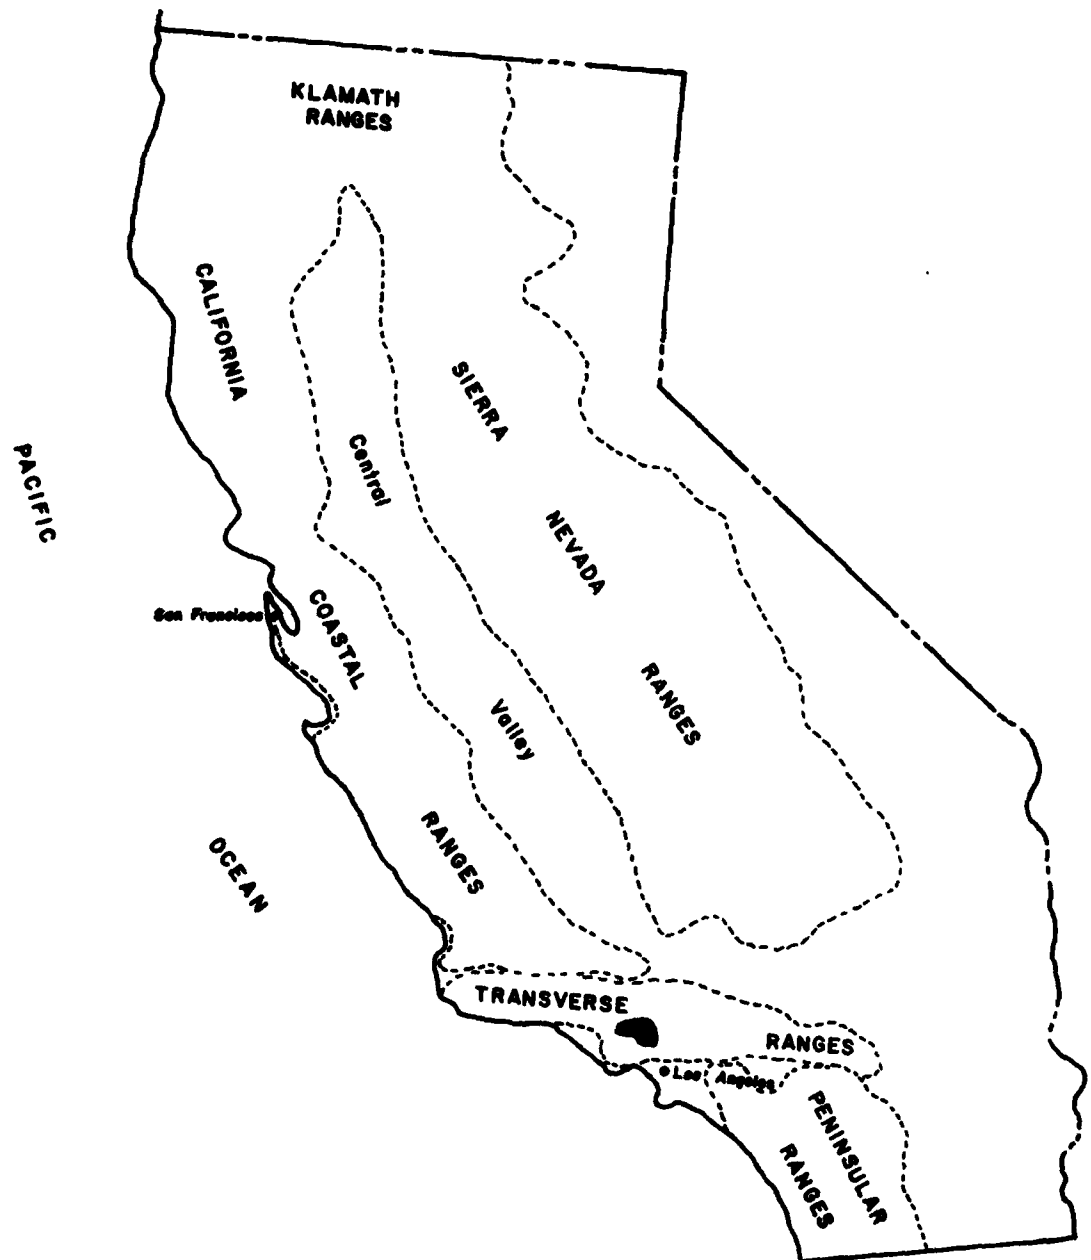 KLAMATH
RANGES
CALIFORNIA
COASTAL
RANGES
SIERRA
NEVADA
RANGES
Central
Valley
PACIFIC
OCEAN
San Francisco
TRANSVERSE
RANGES
Los Angeles
PENINSULAR
RANGES